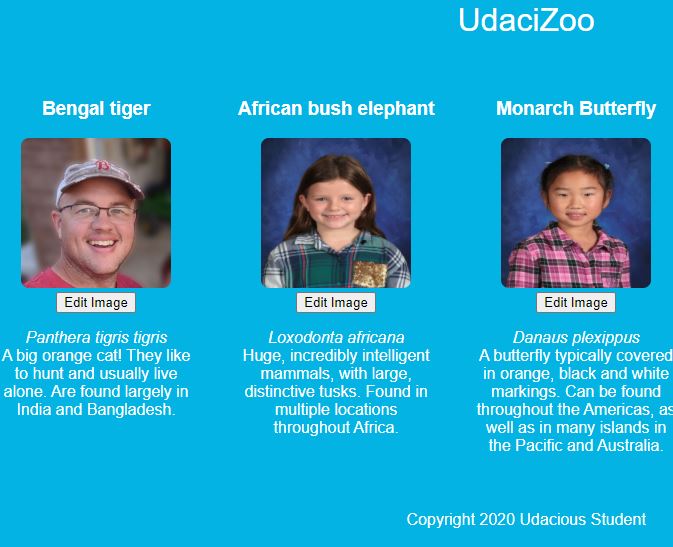 UdaciZoo
Bengal tiger
Edit Image
Panthera tigris tigris
A big orange cat! They like
to hunt and usually live
alone. Are found largely in
India and Bangladesh.
African bush elephant
Edit Image
Loxodonta africana
Huge, incredibly intelligent
mammals, with large,
distinctive tusks. Found in
multiple locations
throughout Africa.
Monarch Butterfly
Edit Image
Danaus plexippus
A butterfly typically covered
in orange, black and white
markings. Can be found
throughout the Americas, as
well as in many islands in
the Pacific and Australia.
Copyright 2020 Udacious Student